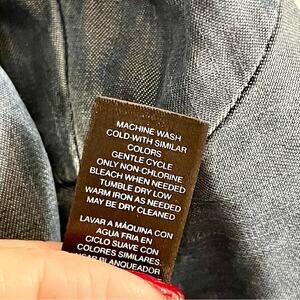 MACHINE WASH
COLD-WITH SIMILAR
COLORS
GENTLE CYCLE
ONLY NON-CHLORINE
BLEACH WHEN NEEDED
TUMBLE DRY LOW
WARM IRON AS NEEDED
MAY BE DRY CLEANED
LAVAR A MÁQUINA CON
AGUA FRIA EN
CICLO SUAVE CON
COLORES SIMILARES.
BLANQUEADOR